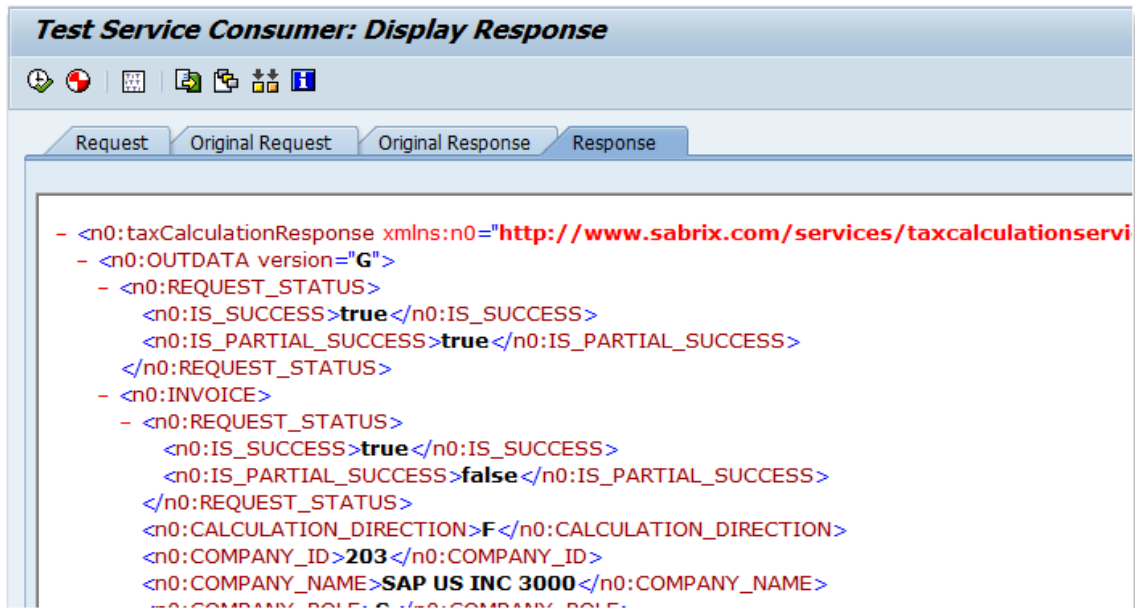 Test Service Consumer: Display Response
Request Original Request Original Response Response
- <n0:taxCalculationResponse xmlns:n0="http://www.sabrix.com/services/taxcalculationservi
- <n0:OUTDATA version="G">
- <n0:REQUEST_STATUS>
<n0:IS_SUCCESS>true</n0:IS_SUCCESS>
<n0:IS_PARTIAL_SUCCESS>true</n0:IS_PARTIAL_SUCCESS>
</n0:REQUEST_STATUS>
- <n0:INVOICE>
- <n0:REQUEST_STATUS>
<n0:IS_SUCCESS>true</n0:IS_SUCCESS>
<n0:IS_PARTIAL_SUCCESS>false</n0:IS_PARTIAL_SUCCESS>
</n0:REQUEST_STATUS>
<n0:CALCULATION_DIRECTION>F</n0:CALCULATION_DIRECTION>
<n0:COMPANY_ID>203</n0:COMPANY_ID>
<n0:COMPANY_NAME>SAP US INC 3000</n0:COMPANY_NAME>